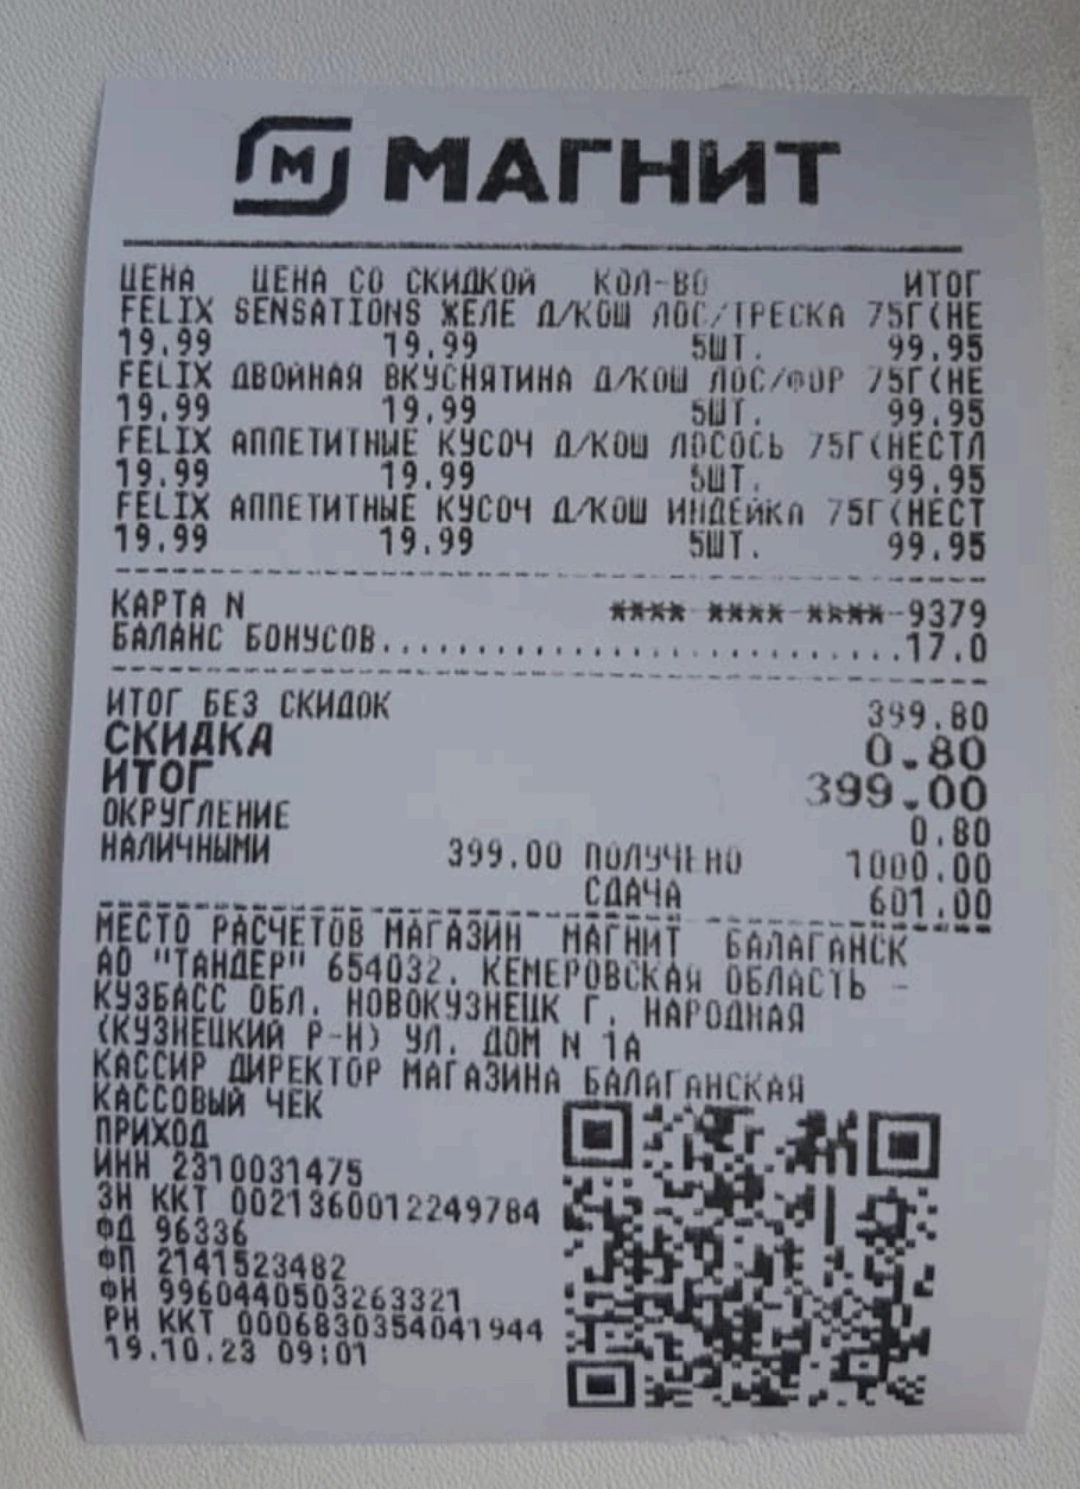 М МАГНИТ
ЦЕНА ЦЕНА СО СКИДКОЙ КОЛ-ВО ИТОГ
FELIX SENSATIONS ЖЕЛЕ Д/КОШ ЛОС/ТРЕСКА 75Г(НЕ
19.99 19.99 5ШТ. 99.95
FELIX ДВОЙНАЯ ВКУСНЯТИНА Д/КОШ ЛОС/ФОР 75Г(НЕ
19.99 19.99 5ШТ. 99.95
FELIX АППЕТИТНЫЕ КУСОЧ Д/КОШ ЛОСОСЬ 75Г(НЕСТЛ
19.99 19.99 5ШТ. 99.95
FELIX АППЕТИТНЫЕ КУСОЧ Д/КОШ ИНДЕЙКА 75Г(НЕСТ
19.99 19.99 5ШТ. 99.95
КАРТА N ****-****-****-9379
БАЛАНС БОНУСОВ...........................17.0
ИТОГ БЕЗ СКИДОК 399.80
СКИДКА 0.80
ИТОГ 399.00
ОКРУГЛЕНИЕ 0.80
НАЛИЧНЫМИ 399.00 ПОЛУЧЕНО 1000.00
СДАЧА 601.00
МЕСТО РАСЧЕТОВ МАГАЗИН МАГНИТ БАЛАГАНСК
АО "ТАНДЕР" 654032, КЕМЕРОВСКАЯ ОБЛАСТЬ -
КУЗБАСС ОБЛ, НОВОКУЗНЕЦК Г, НАРОДНАЯ
(КУЗНЕЦКИЙ Р-Н) УЛ, ДОМ N 1А
КАССИР ДИРЕКТОР МАГАЗИНА БАЛАГАНСКАЯ
КАССОВЫЙ ЧЕК
ПРИХОД
ИНН 2310031475
ЗН ККТ 0021360012249784
ФД 96336
ФП 2141523482
ФН 9960440503263321
РН ККТ 0006830354041944
19.10.23 09:01